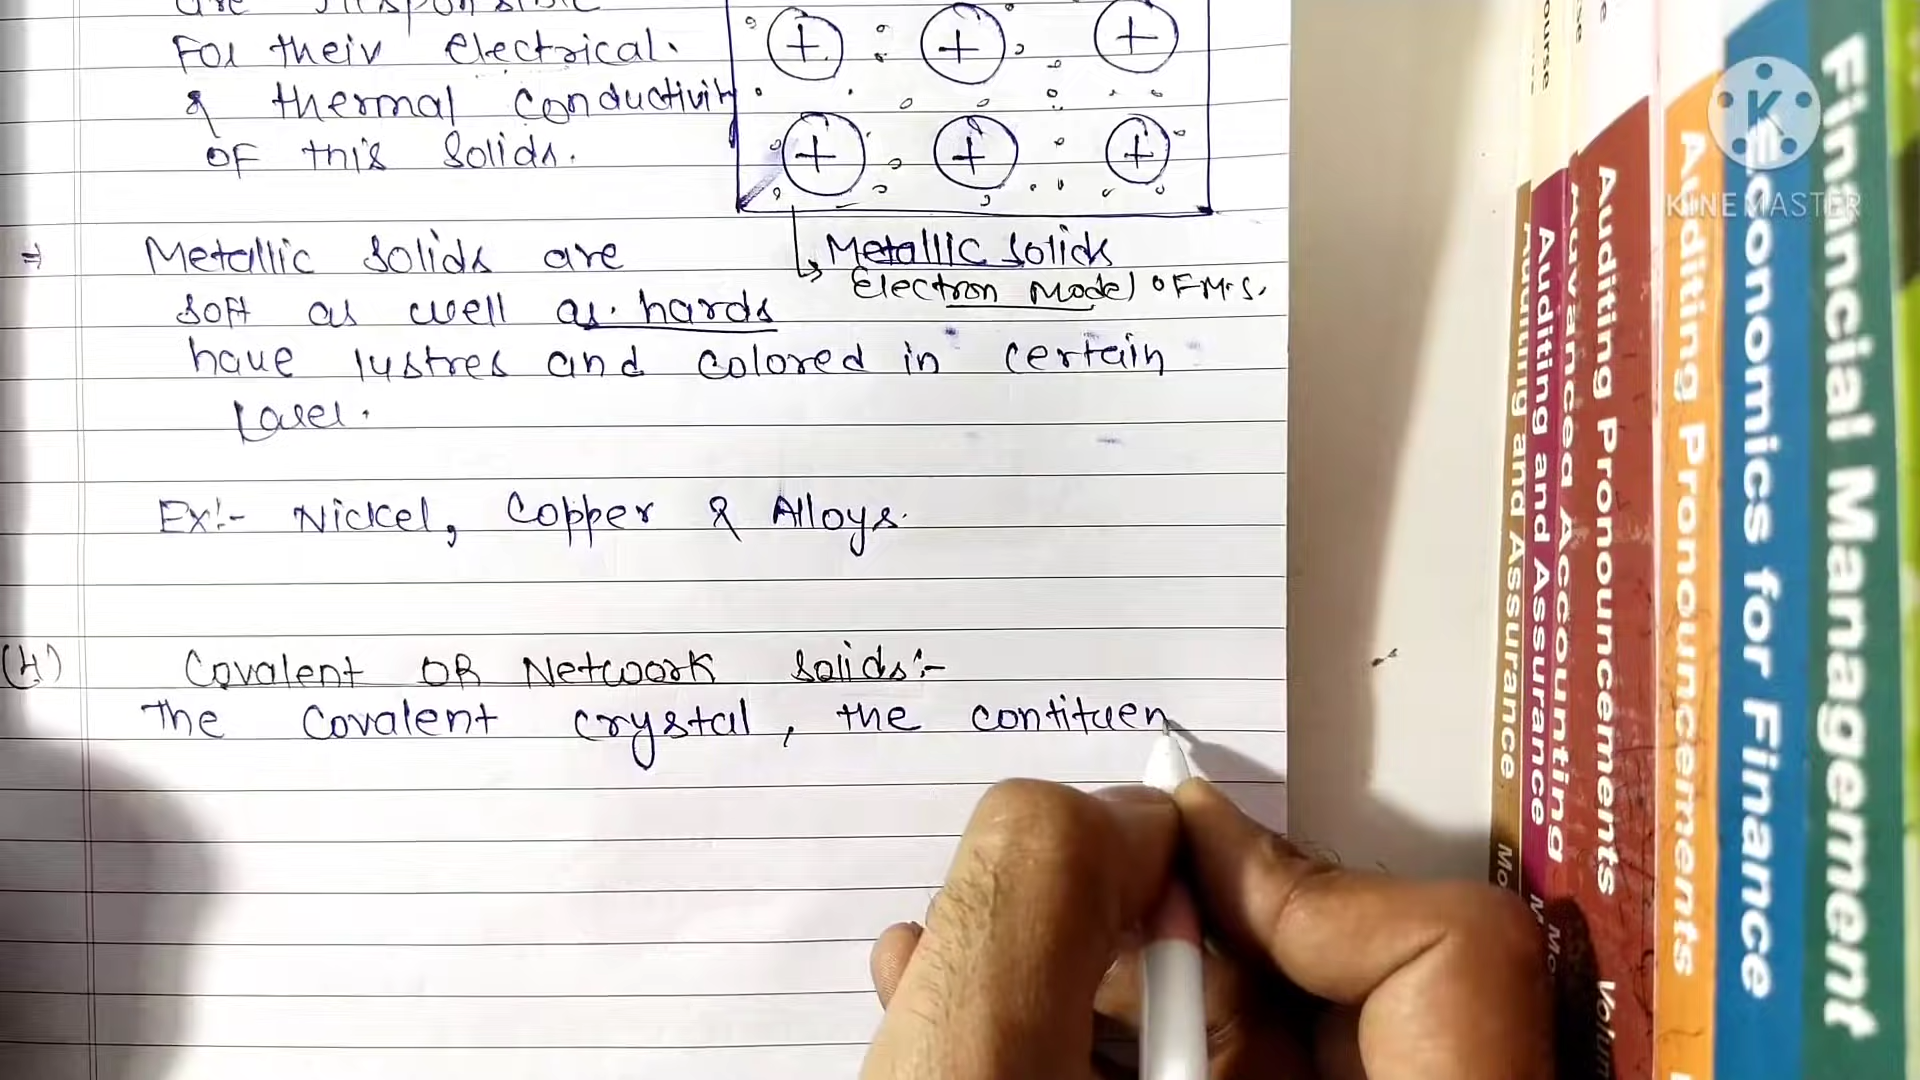 are responsible
For their electrical.
& thermal conductivity
OF this solids.
⇒ Metallic solids are
soft as well as hards
have lustres and colored in certain
Metallic solids
Electron model OF M.S.
Ex:- Nickel, Copper & Alloys.
Covalent OR Netwoork solids:-
The Covalent crystal, the contituen
KINEMASTER
Financial Management
Economics for Finance
Auditing Pronouncements
Auditing Pronouncements
Advanced Accounting
Auditing and Assurance
Auditing and Assurance